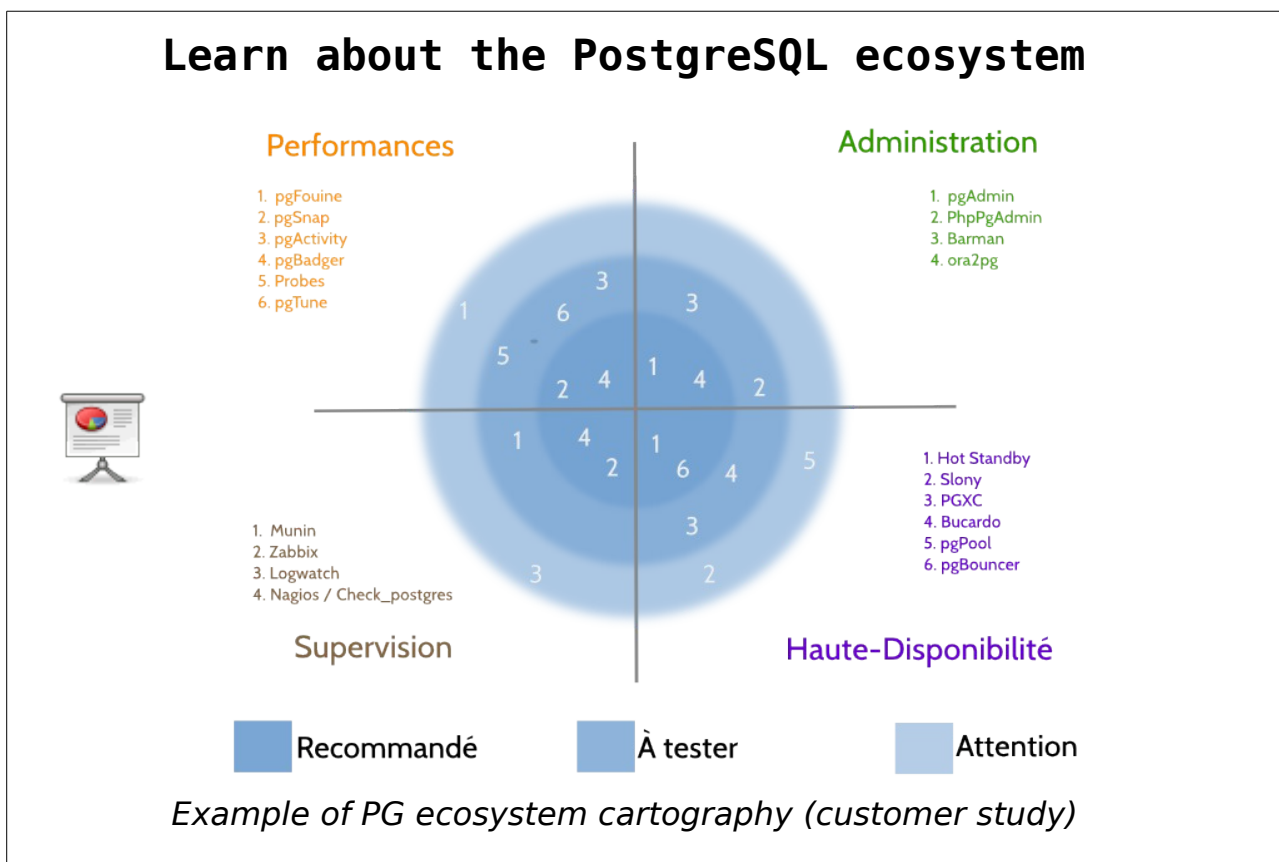 Learn about the PostgreSQL ecosystem
Performances
1. pgFouine
2. pgSnap
3. pgActivity
4. pgBadger
5. Probes
6. pgTune
Administration
1. pgAdmin
2. PhpPgAdmin
3. Barman
4. ora2pg
3
3
1
6
5
1
4
4
2
2
1
4
1
2
6
4
5
3
3
2
1. Munin
2. Zabbix
3. Logwatch
4. Nagios / Check_postgres
Supervision
1. Hot Standby
2. Slony
3. PGXC
4. Bucardo
5. pgPool
6. pgBouncer
Haute-Disponibilité
Recommandé
À tester
Attention
Example of PG ecosystem cartography (customer study)